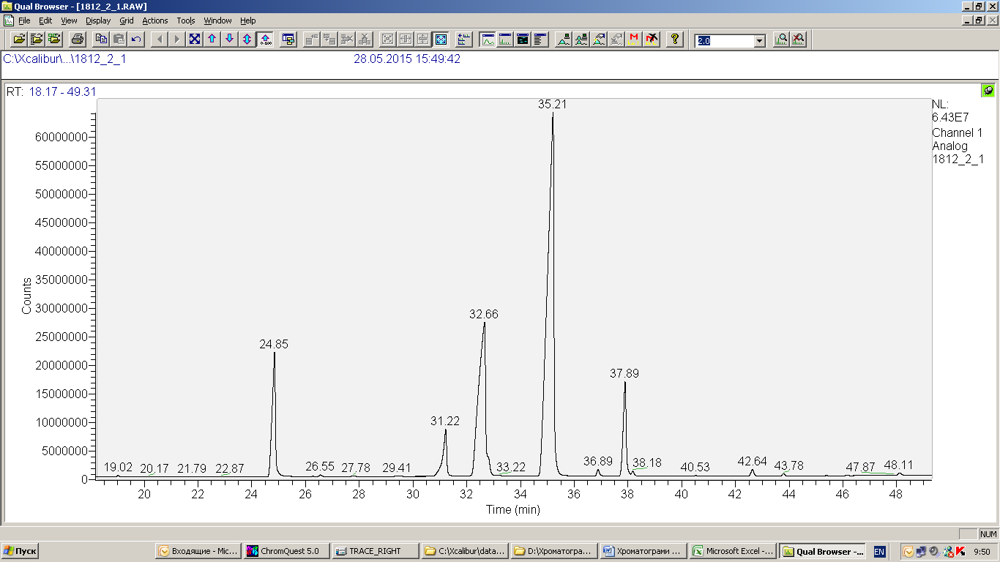 Qual Browser - [1812_2_1.RAW]
File Edit View Display Grid Actions Tools Window Help
0-100 M M ? 2.0
C:\Xcalibur\...\1812_2_1 28.05.2015 15:49:42
RT: 18.17 - 49.31
35.21
NL:
6.43E7
Channel 1
Analog
1812_2_1
60000000
55000000
50000000
45000000
40000000
35000000
30000000
25000000
20000000
15000000
10000000
5000000
0
Counts
32.66
24.85
37.89
31.22
19.02 20.17 21.79 22.87 26.55 27.78 29.41 33.22 36.89 38.18 40.53 42.64 43.78 47.87 48.11
20 22 24 26 28 30 32 34 36 38 40 42 44 46 48
Time (min)
NUM
Пуск Входящие - Mic... ChromQuest 5.0 TRACE_RIGHT C:\Xcalibur\data... D:\Хроматогра... Хроматограми ... Microsoft Excel -... Qual Browser -... EN 9:50